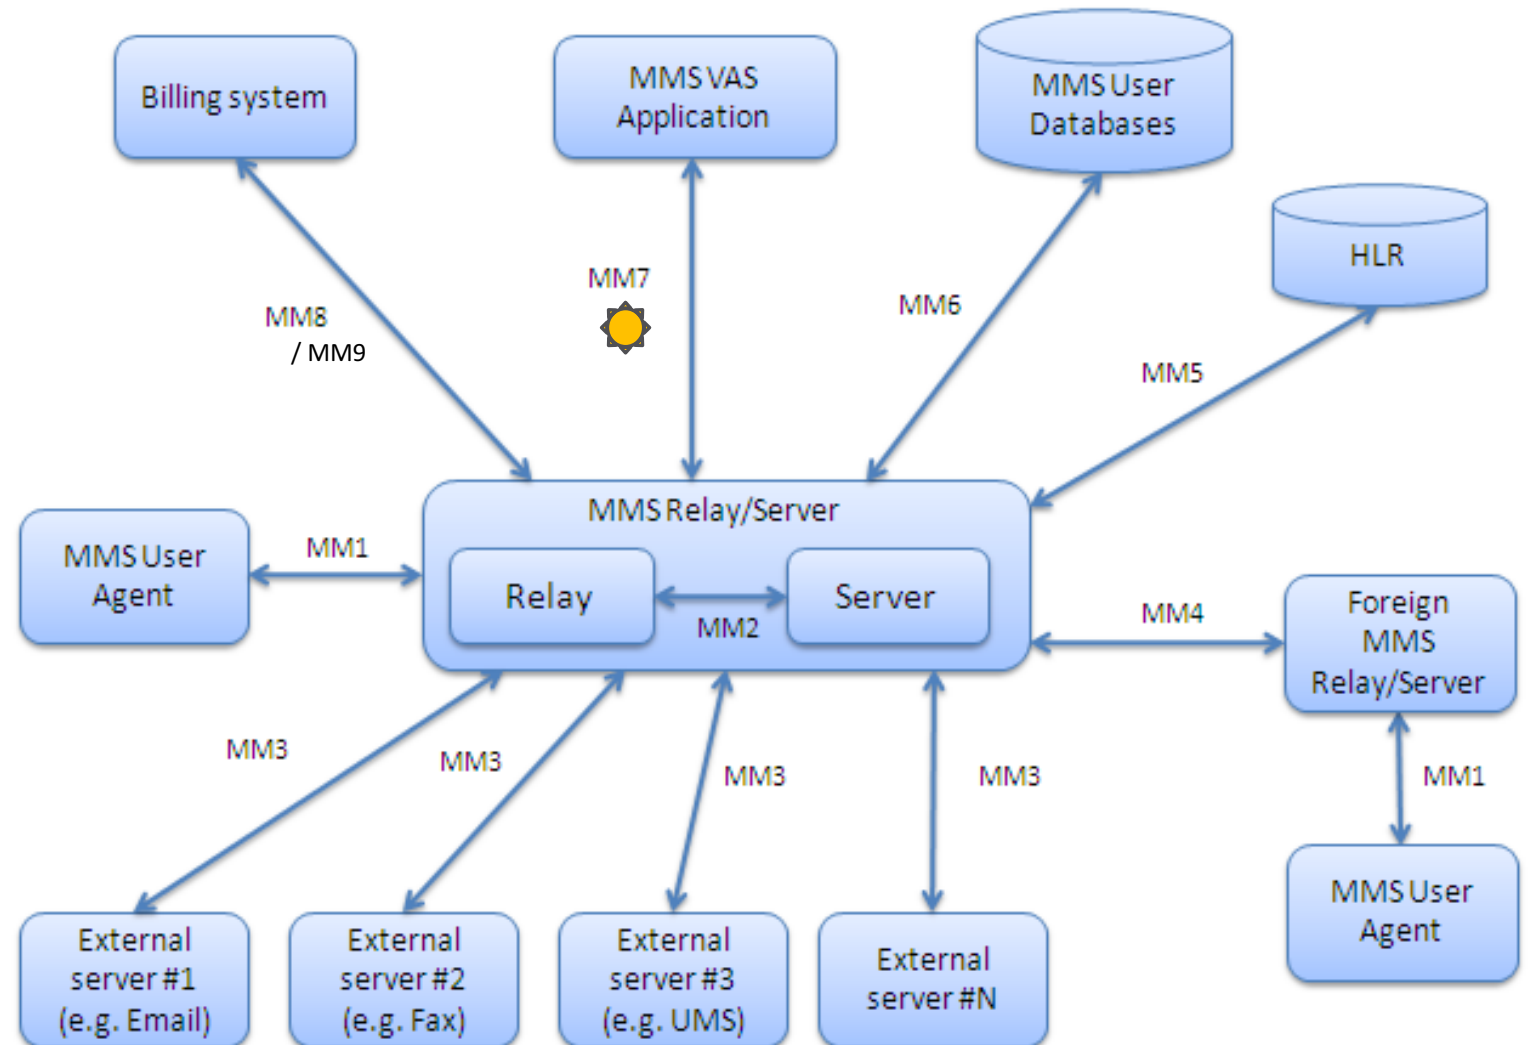 Billing system
MMS VAS
Application
MMS User
Databases
HLR
MM7
MM6
MM8
/ MM9
MM5
MMS Relay/Server
MMS User
Agent
MM1
Relay
Server
MM2
MM4
Foreign
MMS
Relay/Server
MM3
MM3
MM3
MM3
MM1
MMS User
Agent
External
server #1
(e.g. Email)
External
server #2
(e.g. Fax)
External
server #3
(e.g. UMS)
External
server #N